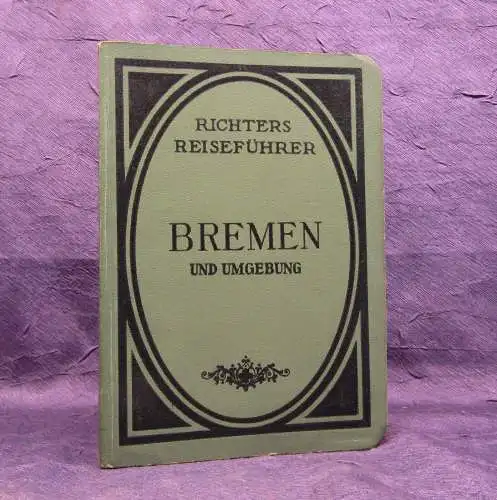 RICHTERS
REISEFÜHRER
BREMEN
UND UMGEBUNG